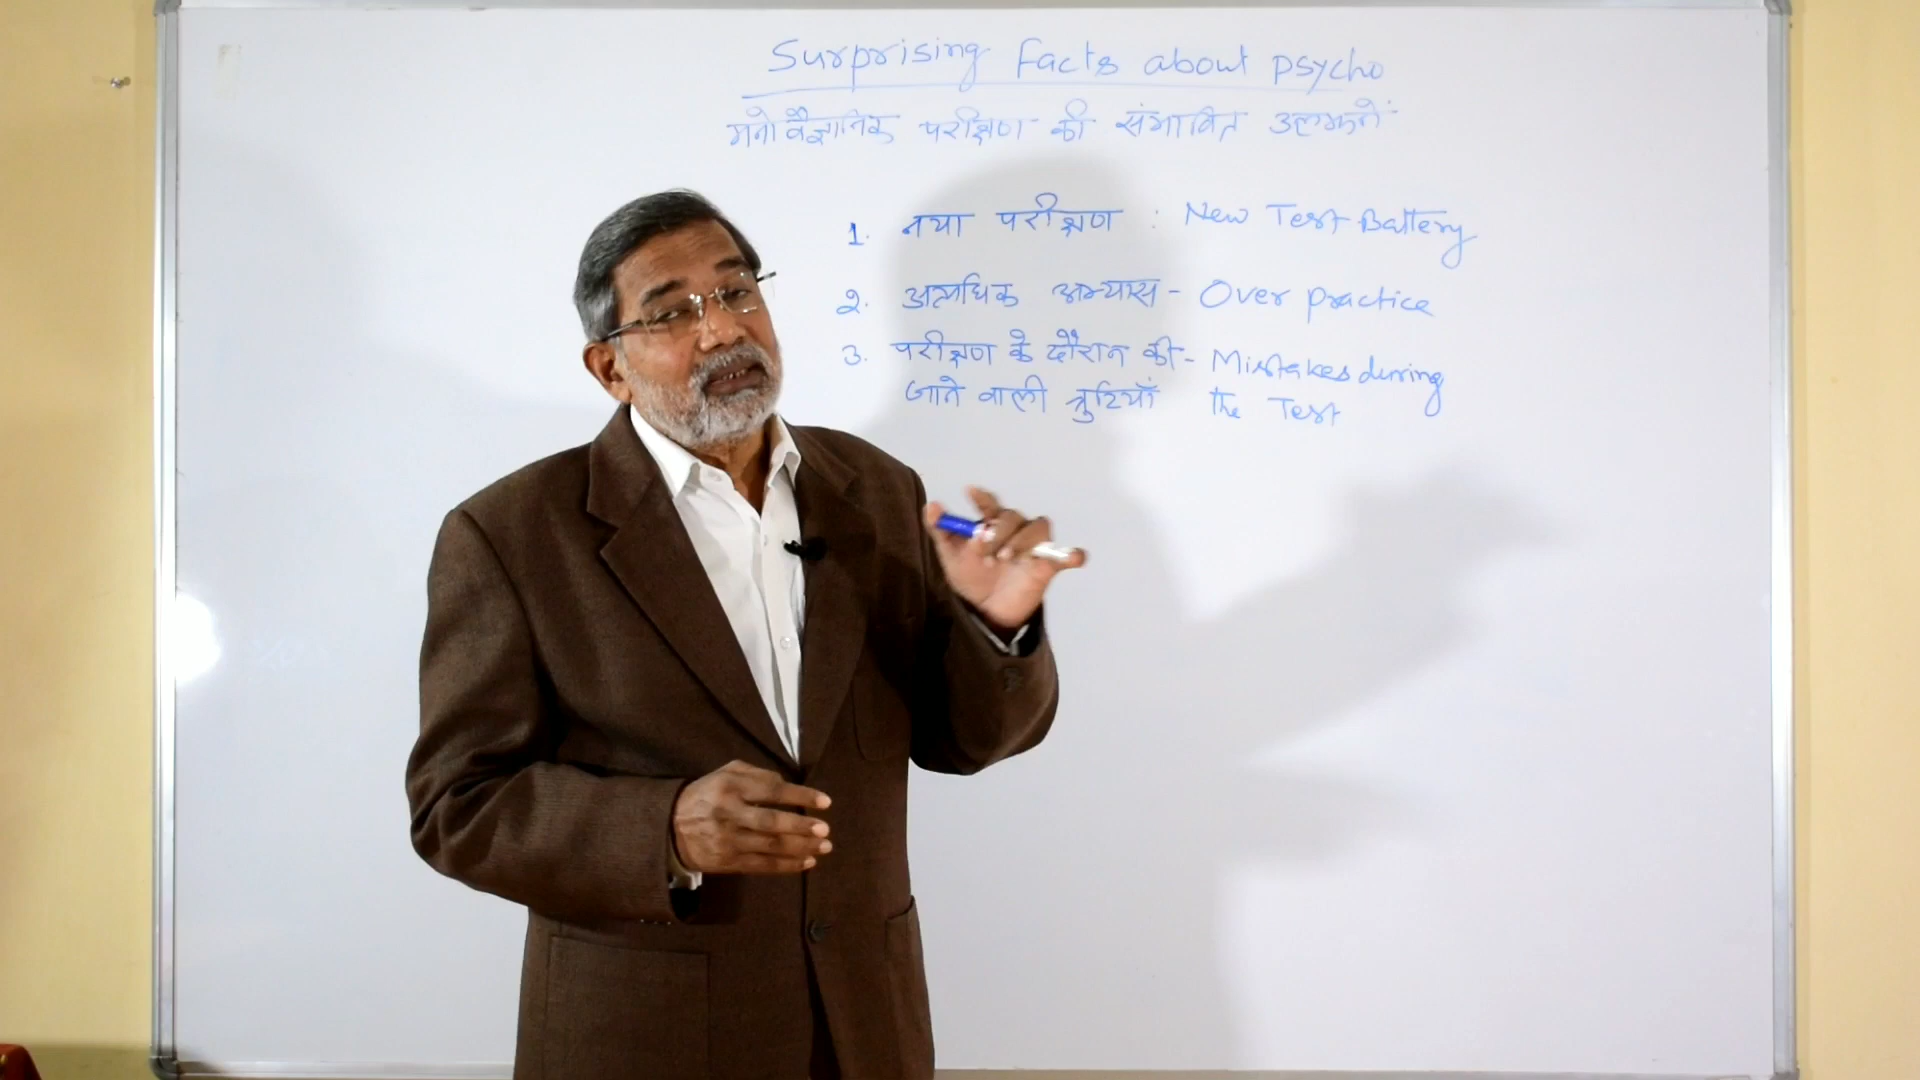 Surprising Facts about psycho
मनोवैज्ञानिक परीक्षण की संभावित उलझनें
1. नया परीक्षण : New Test Battery
2. अत्यधिक अभ्यास - Over practice
3. परीक्षण के दौरान की - Mistakes during
जाने वाली त्रुटियाँ the Test